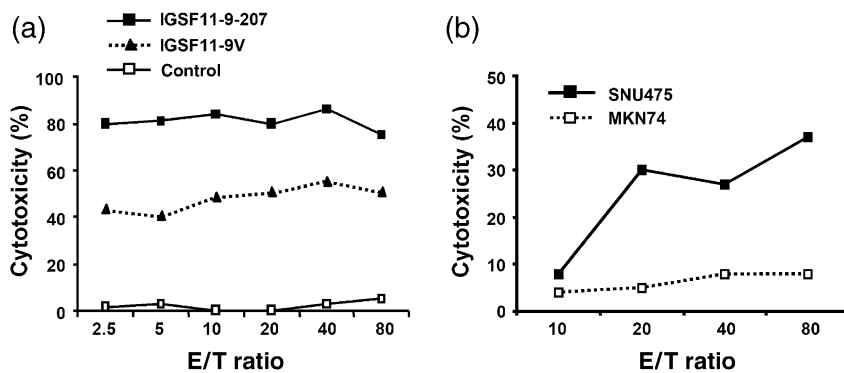 (a)
IGSF11-9-207
IGSF11-9V
Control
Cytotoxicity (%)
100
80
60
40
20
0
2.5 5 10 20 40 80
E/T ratio
(b)
SNU475
MKN74
Cytotoxicity (%)
50
40
30
20
10
0
10 20 40 80
E/T ratio